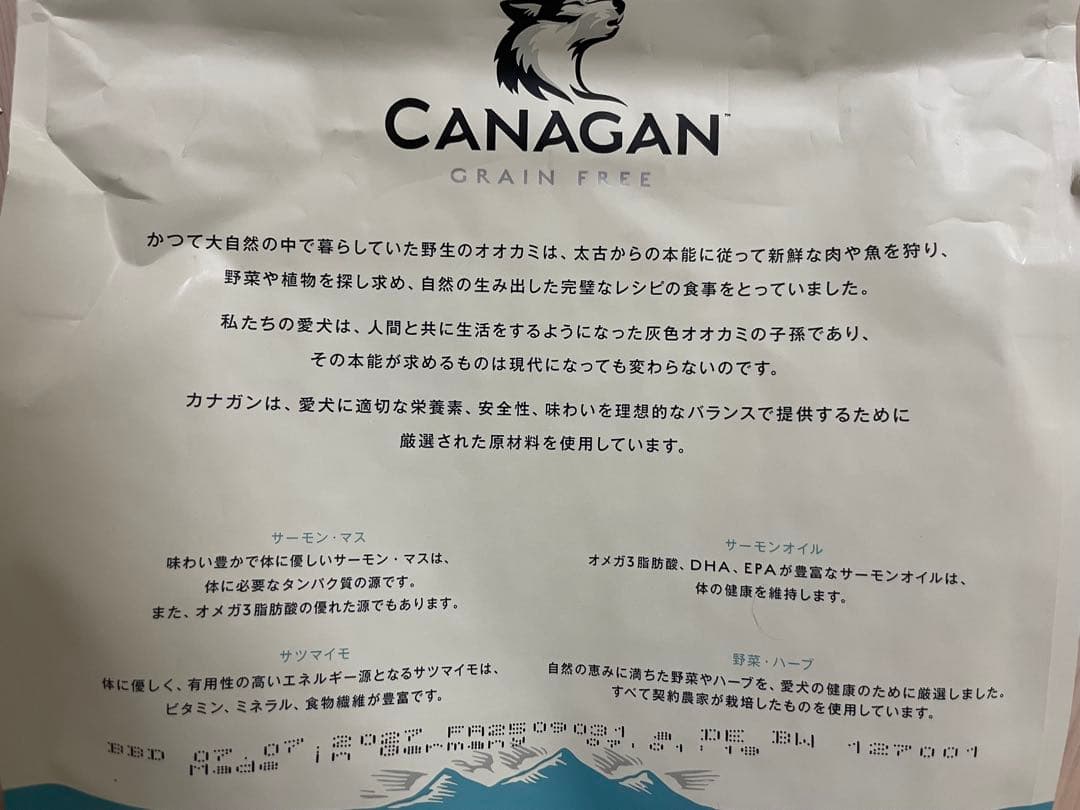 CANAGAN™
GRAIN FREE
かつて大自然の中で暮らしていた野生のオオカミは、太古からの本能に従って新鮮な肉や魚を狩り、
野菜や植物を探し求め、自然の生み出した完璧なレシピの食事をとっていました。
私たちの愛犬は、人間と共に生活をするようになった灰色オオカミの子孫であり、
その本能が求めるものは現代になっても変わらないのです。
カナガンは、愛犬に適切な栄養素、安全性、味わいを理想的なバランスで提供するために
厳選された原材料を使用しています。
サーモン・マス
味わい豊かで体に優しいサーモン・マスは、
体に必要なタンパク質の源です。
また、オメガ3脂肪酸の優れた源でもあります。
サーモンオイル
オメガ3脂肪酸、DHA、EPAが豊富なサーモンオイルは、
体の健康を維持します。
サツマイモ
体に優しく、有用性の高いエネルギー源となるサツマイモは、
ビタミン、ミネラル、食物繊維が豊富です。
野菜・ハーブ
自然の恵みに満ちた野菜やハーブを、愛犬の健康のために厳選しました。
すべて契約農家が栽培したものを使用しています。
BBD 07 07 2027 BW 127001